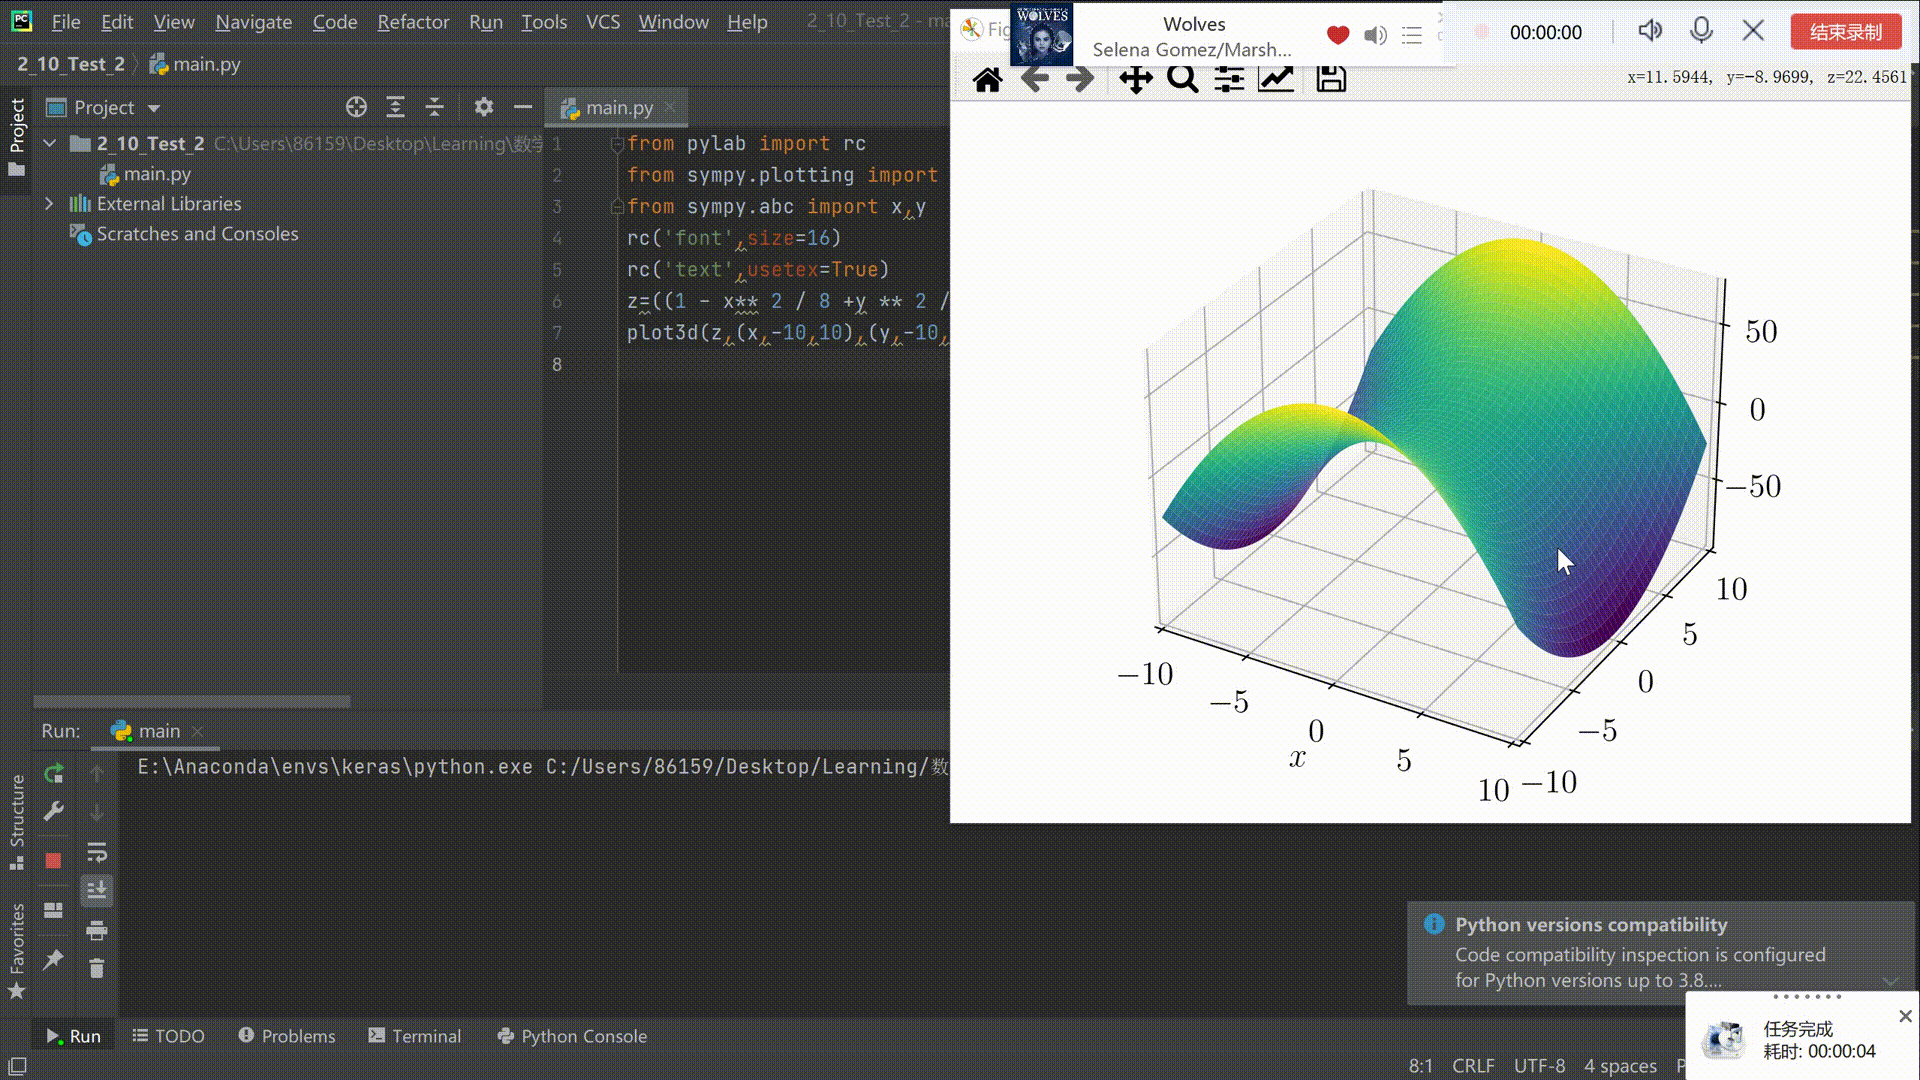 File Edit View Navigate Code Refactor Run Tools VCS Window Help 2_10_Test_2
Wolves
Selena Gomez/Marsh...
00:00:00
结束录制
WOLVES
2_10_Test_2 main.py
x=11.5944, y=−8.9699, z=22.4561
Project
Project
main.py
2_10_Test_2 C:\Users\86159\Desktop\Learning\数学
main.py
External Libraries
Scratches and Consoles
1 from pylab import rc
2 from sympy.plotting import
3 from sympy.abc import x,y
4 rc('font',size=16)
5 rc('text',usetex=True)
6 z=((1 - x** 2 / 8 +y ** 2 /
7 plot3d(z,(x,-10,10),(y,-10,
8
50
0
−50
10
5
0
−5
−10
−10
−5
0
5
10
x
Run: main
E:\Anaconda\envs\keras\python.exe C:/Users/86159/Desktop/Learning/数
Structure
Favorites
Python versions compatibility
Code compatibility inspection is configured
for Python versions up to 3.8....
任务完成
耗时: 00:00:04
Run TODO Problems Terminal Python Console
8:1 CRLF UTF-8 4 spaces